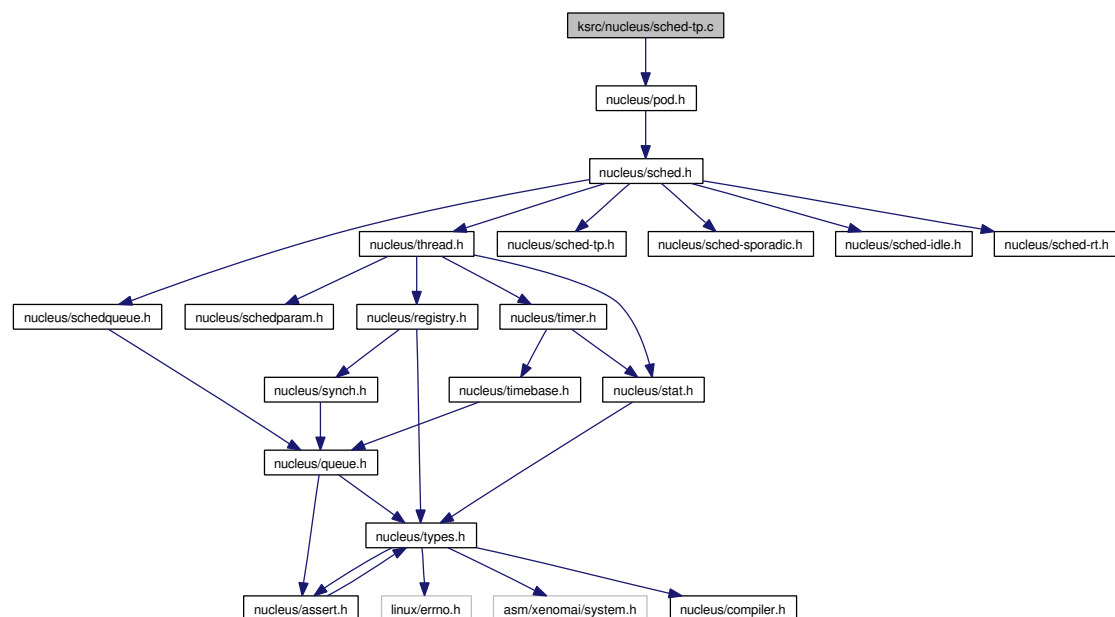 ksrc/nucleus/sched-tp.c
nucleus/pod.h
nucleus/sched.h
nucleus/thread.h
nucleus/sched-tp.h
nucleus/sched-sporadic.h
nucleus/sched-idle.h
nucleus/sched-rt.h
nucleus/schedqueue.h
nucleus/schedparam.h
nucleus/registry.h
nucleus/timer.h
nucleus/synch.h
nucleus/timebase.h
nucleus/stat.h
nucleus/queue.h
nucleus/types.h
nucleus/assert.h
linux/errno.h
asm/xenomai/system.h
nucleus/compiler.h